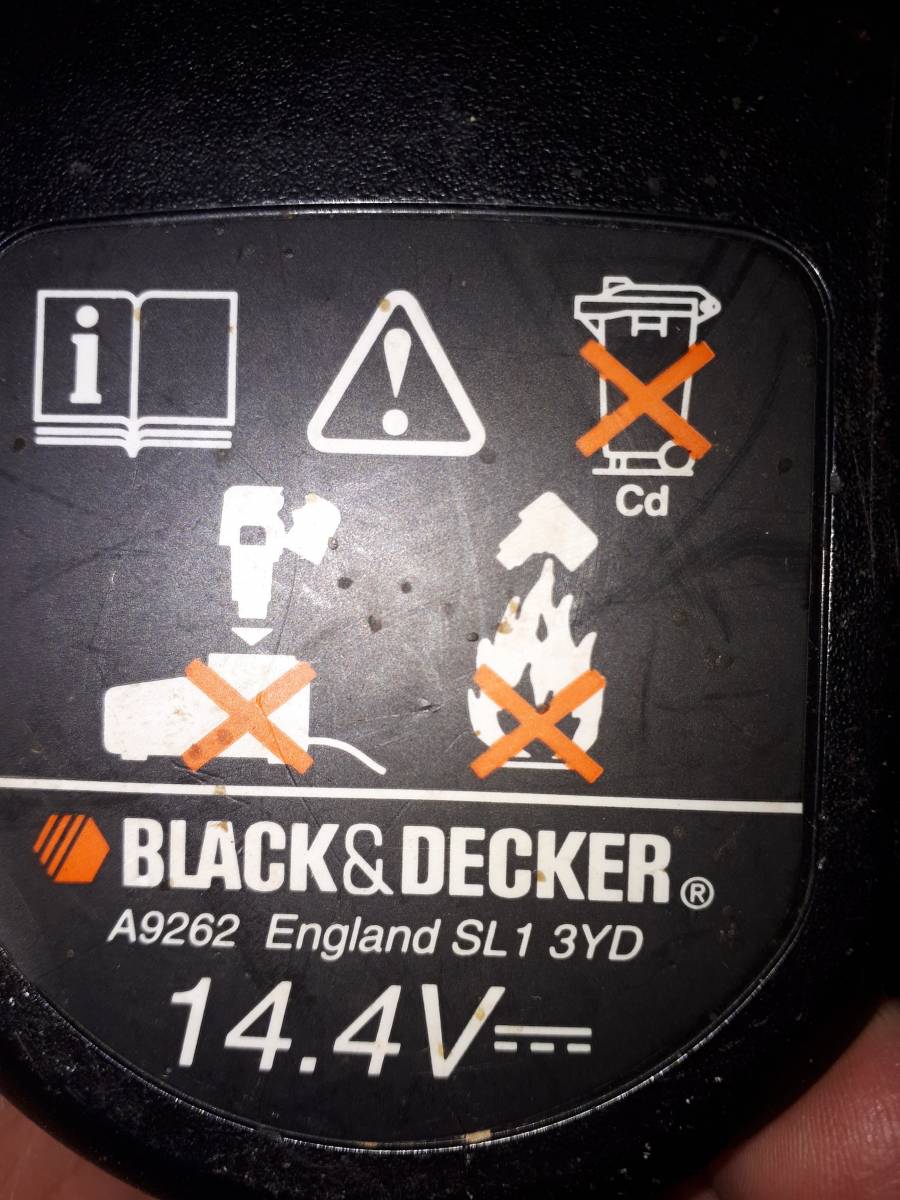 i
!
Cd
BLACK&DECKER®
A9262 England SL1 3YD
14.4V